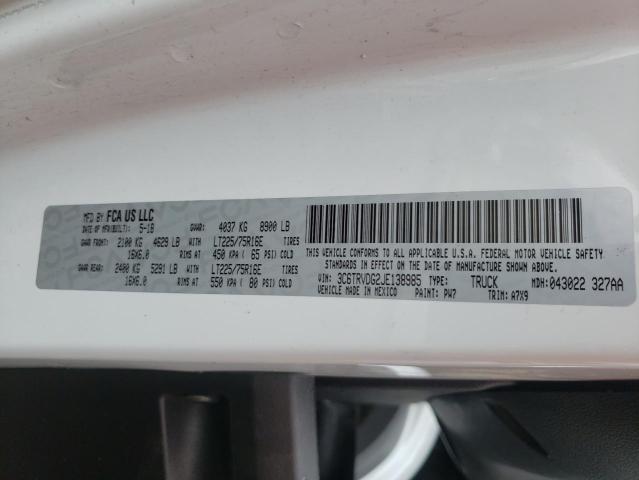 MFD BY FCA US LLC
DATE OF MFR(BUILT): 5-18 GVWR: 4037 KG 8900 LB
GAWR FRONT: 2100 KG 4629 LB WITH LT225/75R16E TIRES
16X6.0 RIMS AT 450 KPA ( 65 PSI) COLD
GAWR REAR: 2400 KG 5291 LB WITH LT225/75R16E TIRES
16X6.0 RIMS AT 550 KPA ( 80 PSI) COLD
THIS VEHICLE CONFORMS TO ALL APPLICABLE U.S.A. FEDERAL MOTOR VEHICLE SAFETY
STANDARDS IN EFFECT ON THE DATE OF MANUFACTURE SHOWN ABOVE.
VIN: 3C6TRVDG2JE138985 TYPE: TRUCK MDH: 043022 327AA
VEHICLE MADE IN MEXICO PAINT: PW7 TRIM: A7X9